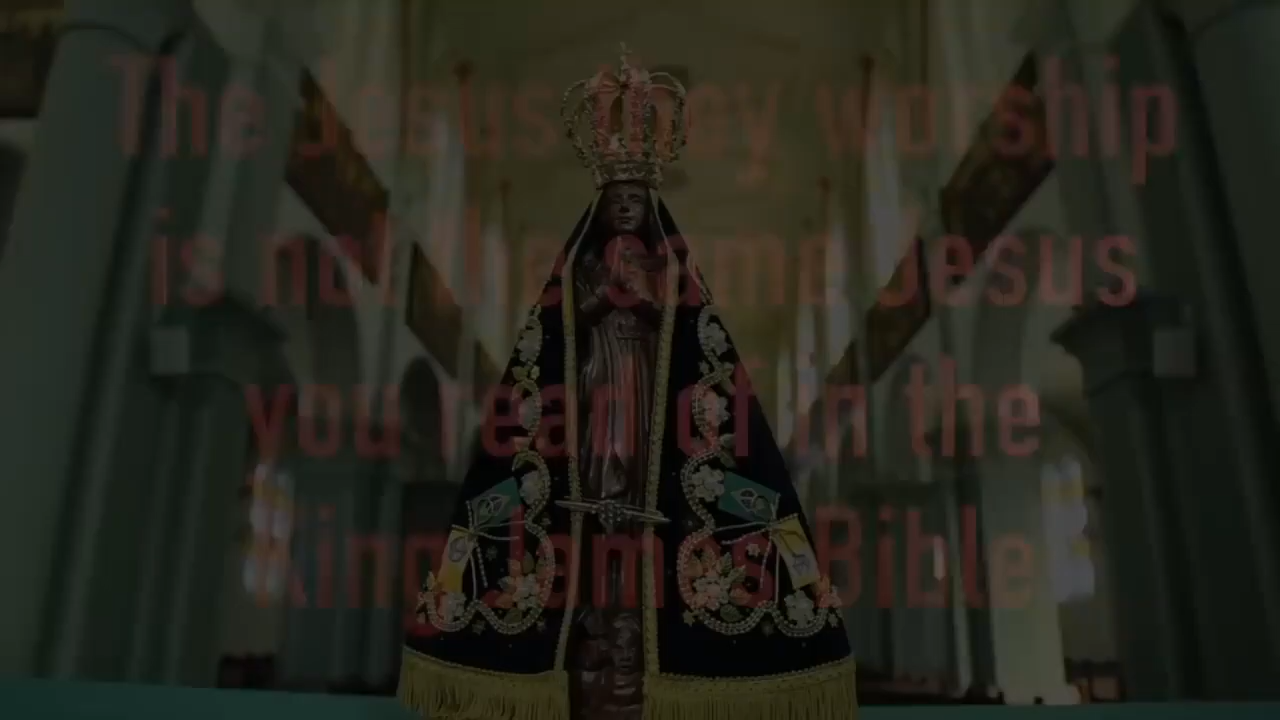 The Jesus they worship
is not the same Jesus
you read of in the
King James Bible